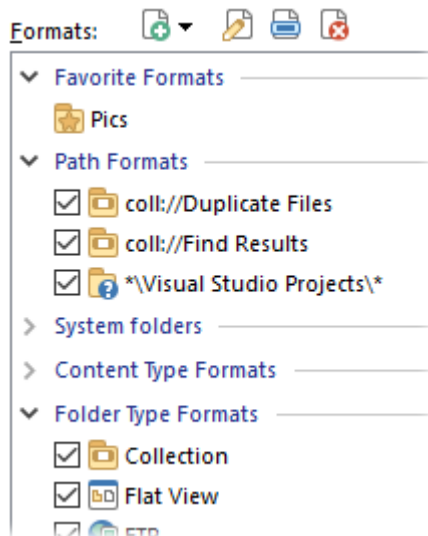 Formats:
Favorite Formats
Pics
Path Formats
coll://Duplicate Files
coll://Find Results
*\Visual Studio Projects\*
System folders
Content Type Formats
Folder Type Formats
Collection
Flat View
FTP